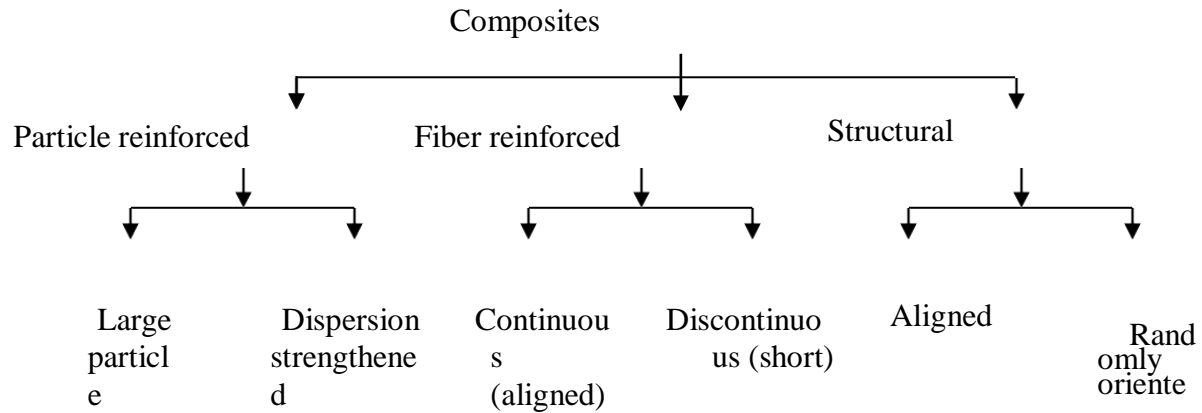 Composites
Particle reinforced
Fiber reinforced
Structural
Large
particl
e
Dispersion
strengthene
d
Continuou
s
(aligned)
Discontinuo
us (short)
Aligned
Rand
omly
oriente